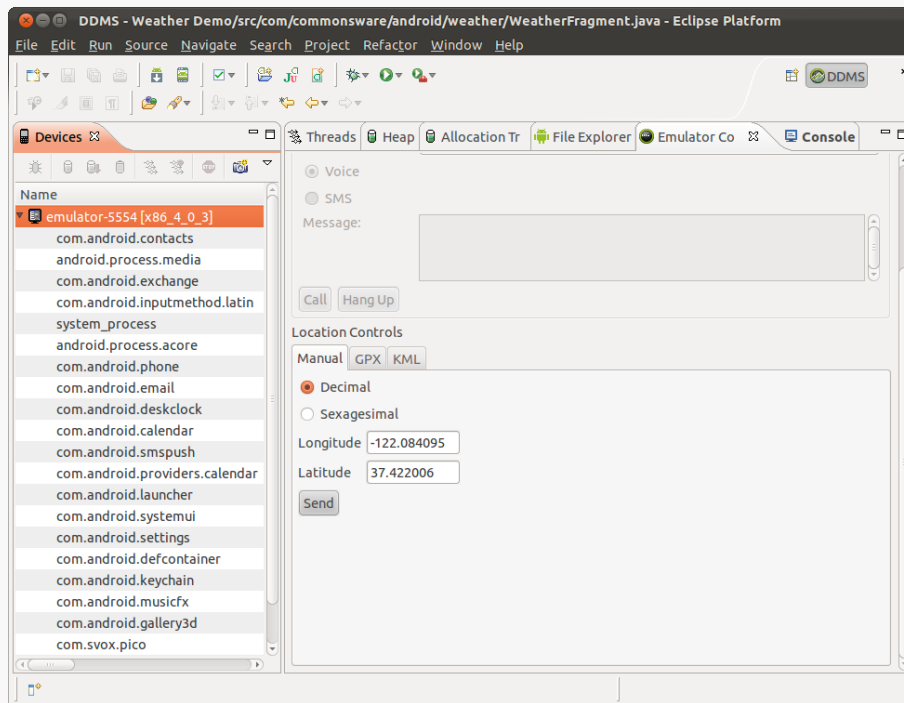 DDMS - Weather Demo/src/com/commonsware/android/weather/WeatherFragment.java - Eclipse Platform
File Edit Run Source Navigate Search Project Refactor Window Help
DDMS
Devices
Threads Heap Allocation Tr File Explorer Emulator Co Console
Name
emulator-5554 [x86_4_0_3]
com.android.contacts
android.process.media
com.android.exchange
com.android.inputmethod.latin
system_process
android.process.acore
com.android.phone
com.android.email
com.android.deskclock
com.android.calendar
com.android.smspush
com.android.providers.calendar
com.android.launcher
com.android.systemui
com.android.settings
com.android.defcontainer
com.android.keychain
com.android.musicfx
com.android.gallery3d
com.svox.pico
Voice
SMS
Message:
Call Hang Up
Location Controls
Manual GPX KML
Decimal
Sexagesimal
Longitude -122.084095
Latitude 37.422006
Send